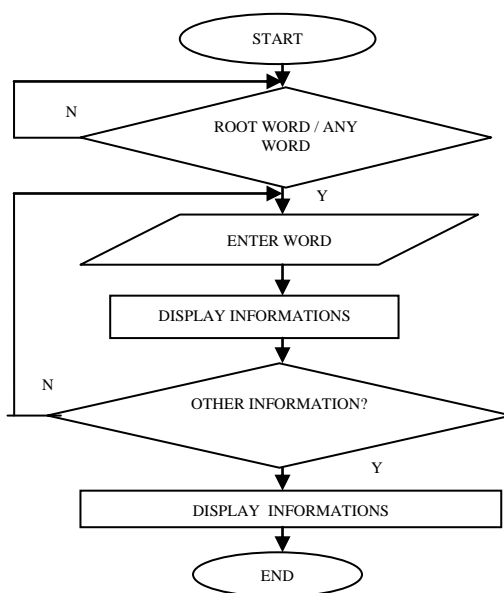 START
N
ROOT WORD / ANY
WORD
Y
ENTER WORD
DISPLAY INFORMATIONS
N
OTHER INFORMATION?
Y
DISPLAY INFORMATIONS
END